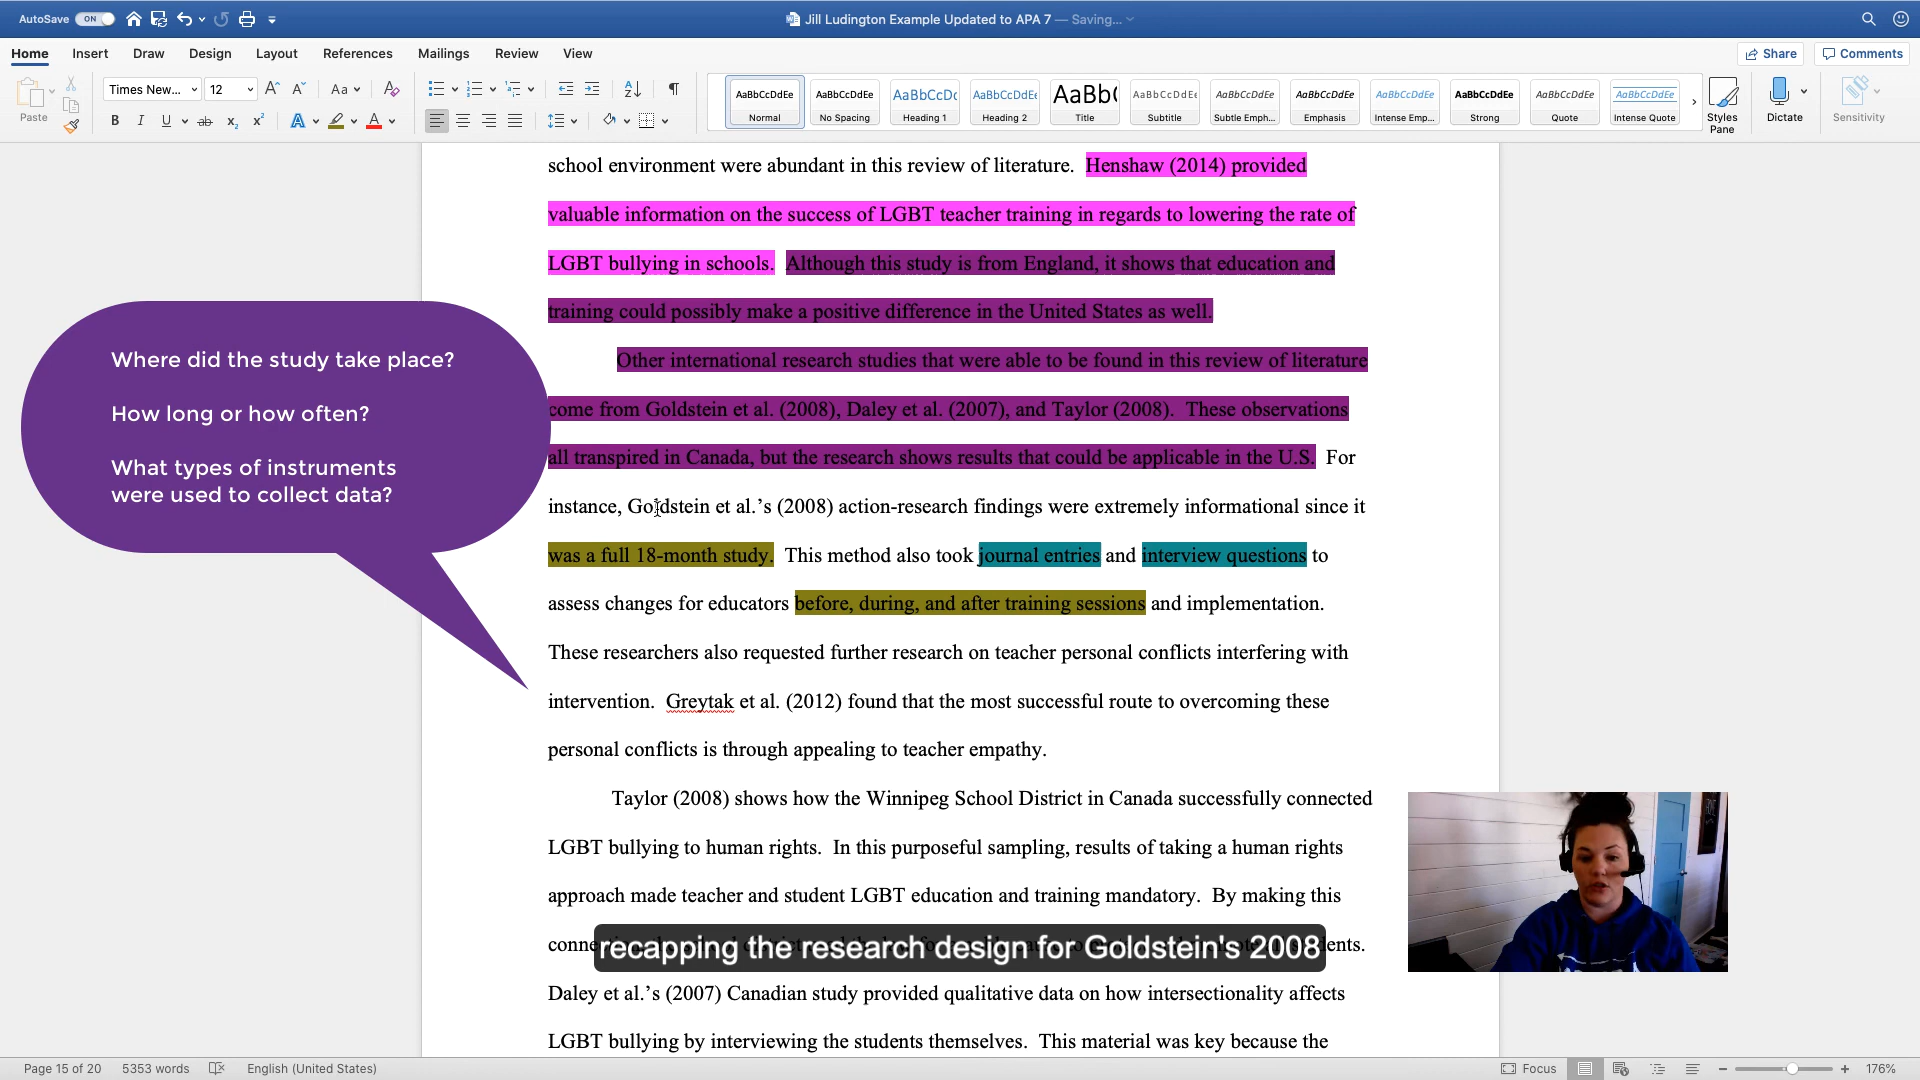 AutoSave ON
Jill Ludington Example Updated to APA 7 — Saving...
Home Insert Draw Design Layout References Mailings Review View
Share Comments
Paste
Times New... 12
Aa
B I U ab x2 x2 A A
AaBbCcDdEe AaBbCcDdEe AaBbCcDc AaBbCcDdEe AaBb( AaBbCcDdEe AaBbCcDdEe AaBbCcDdEe AaBbCcDdEe AaBbCcDdEe AaBbCcDdEe AaBbCcDdEe
Normal No Spacing Heading 1 Heading 2 Title Subtitle Subtle Emph... Emphasis Intense Emp... Strong Quote Intense Quote
Styles Pane
Dictate
Sensitivity
school environment were abundant in this review of literature.  Henshaw (2014) provided
valuable information on the success of LGBT teacher training in regards to lowering the rate of
LGBT bullying in schools.  Although this study is from England, it shows that education and
training could possibly make a positive difference in the United States as well.
Other international research studies that were able to be found in this review of literature
come from Goldstein et al. (2008), Daley et al. (2007), and Taylor (2008).  These observations
all transpired in Canada, but the research shows results that could be applicable in the U.S.  For
instance, Goldstein et al.’s (2008) action-research findings were extremely informational since it
was a full 18-month study.  This method also took journal entries and interview questions to
assess changes for educators before, during, and after training sessions and implementation.
These researchers also requested further research on teacher personal conflicts interfering with
intervention.  Greytak et al. (2012) found that the most successful route to overcoming these
personal conflicts is through appealing to teacher empathy.
Taylor (2008) shows how the Winnipeg School District in Canada successfully connected
LGBT bullying to human rights.  In this purposeful sampling, results of taking a human rights
approach made teacher and student LGBT education and training mandatory.  By making this
Daley et al.’s (2007) Canadian study provided qualitative data on how intersectionality affects
LGBT bullying by interviewing the students themselves.  This material was key because the
Where did the study take place?
How long or how often?
What types of instruments
were used to collect data?
recapping the research design for Goldstein's 2008
Page 15 of 20 5353 words English (United States) Focus 176%